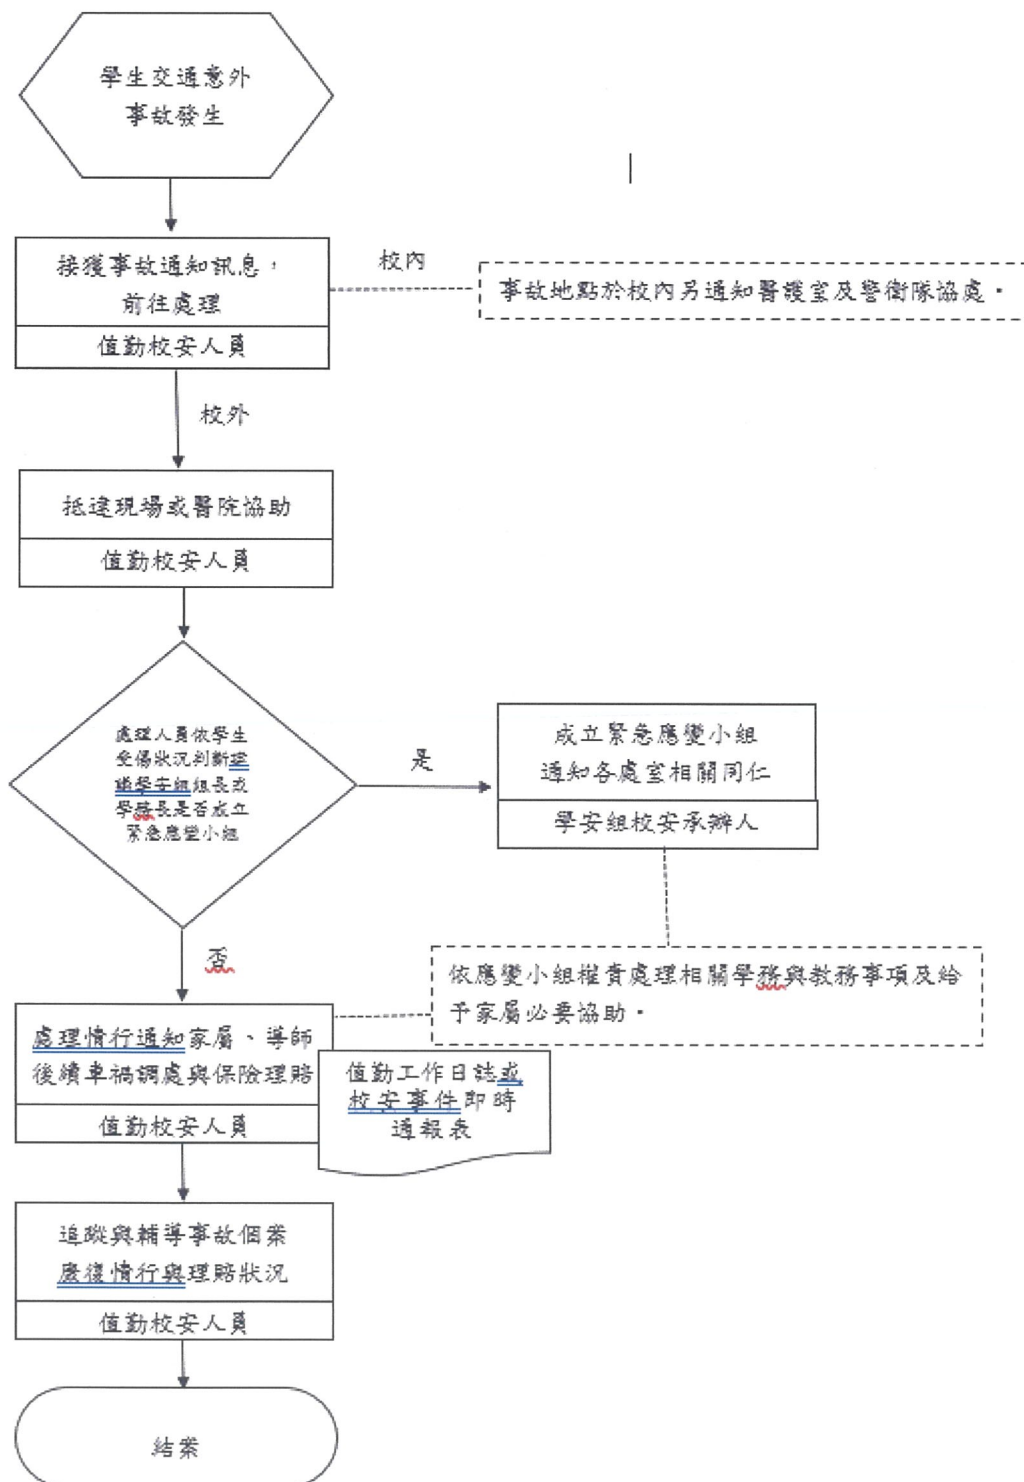 學生交通意外
事故發生
接獲事故通知訊息，
前往處理
值勤校安人員
校內
事故地點於校內另通知醫護室及警衛隊協處。
校外
抵達現場或醫院協助
值勤校安人員
處理人員依學生
受傷狀況判斷建
議學安組組長或
學務長是否成立
緊急應變小組
是
成立緊急應變小組
通知各處室相關同仁
學安組校安承辦人
否
依應變小組權責處理相關學務與教務事項及給
予家屬必要協助。
處理情行通知家屬、導師
後續車禍調處與保險理賠
值勤校安人員
值勤工作日誌或
校安事件即時
通報表
追蹤與輔導事故個案
康復情行與理賠狀況
值勤校安人員
結案